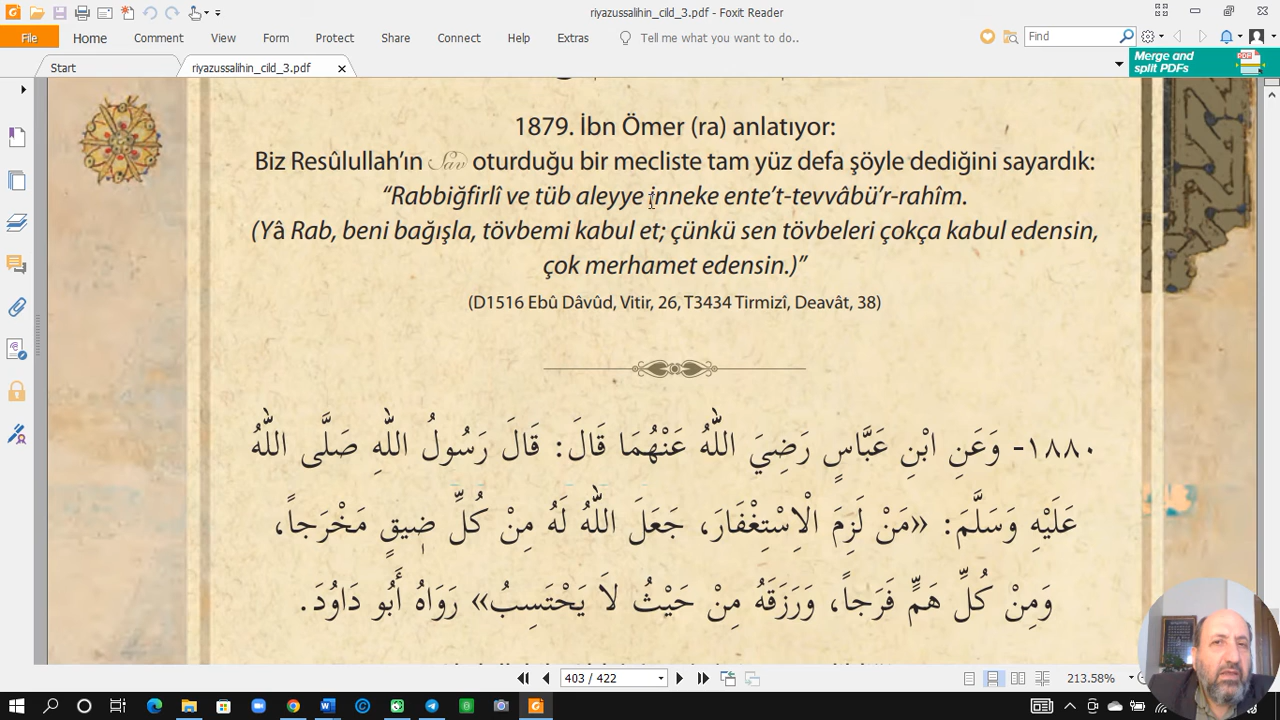 riyazussalihin_cild_3.pdf - Foxit Reader
File Home Comment View Form Protect Share Connect Help Extras Tell me what you want to do.. Find
Start riyazussalihin_cild_3.pdf Merge and
split PDFs
1879. İbn Ömer (ra) anlatıyor:
Biz Resûlullah’ın Sav oturduğu bir mecliste tam yüz defa şöyle dediğini sayardık:
“Rabbiğfirlî ve tüb aleyye inneke ente’t-tevvâbü’r-rahîm.
(Yâ Rab, beni bağışla, tövbemi kabul et; çünkü sen tövbeleri çokça kabul edensin,
çok merhamet edensin.)”
(D1516 Ebû Dâvûd, Vitir, 26, T3434 Tirmizî, Deavât, 38)
١٨٨٠- وَعَنِ ابْنِ عَبَّاسٍ رَضِيَ اللّٰهُ عَنْهُمَا قَالَ: قَالَ رَسُولُ اللّٰهِ صَلَّى اللّٰهُ
عَلَيْهِ وَسَلَّمَ: «مَنْ لَزِمَ الْاِسْتِغْفَارَ، جَعَلَ اللّٰهُ لَهُ مِنْ كُلِّ ضِيقٍ مَخْرَجاً،
وَمِنْ كُلِّ هَمٍّ فَرَجاً، وَرَزَقَهُ مِنْ حَيْثُ لاَ يَحْتَسِبُ» رَوَاهُ أَبُو دَاوُدَ.
403 / 422 213.58%